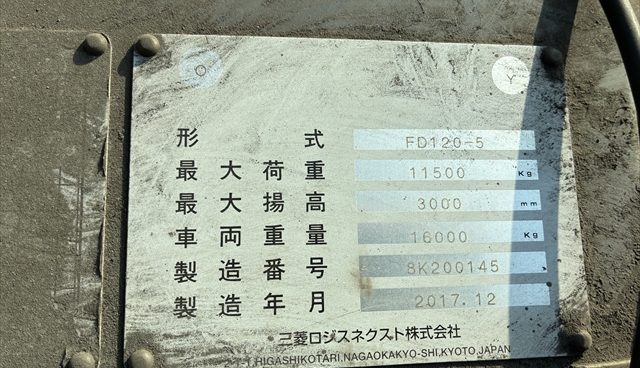 O Y
形式 FD120-5
最大荷重 11500 Kg
最大揚高 3000 mm
車両重量 16000 Kg
製造番号 8K200145
製造年月 2017.12
三菱ロジスネクスト株式会社
HIGASHIKOTARI,NAGAOKAKYO-SHI,KYOTO,JAPAN